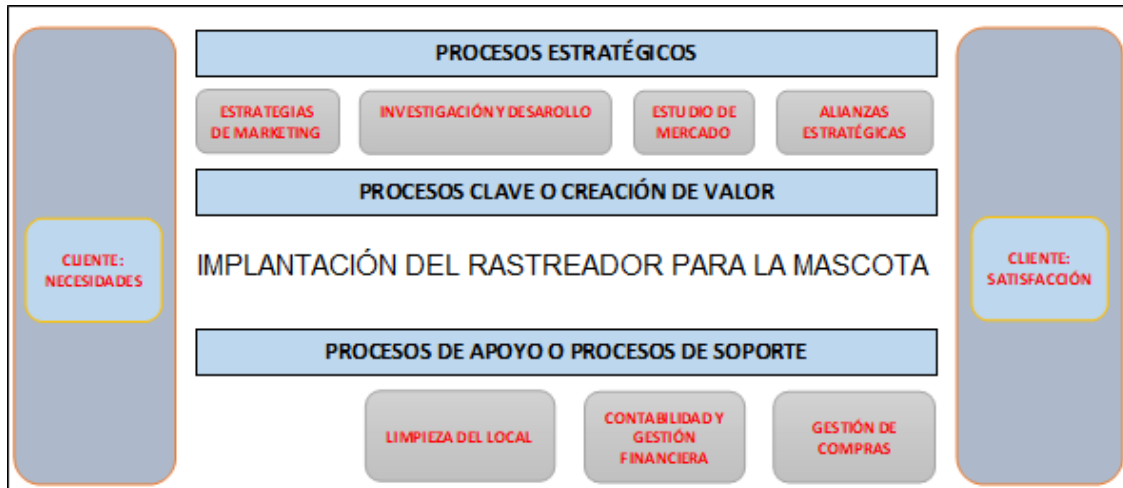 PROCESOS ESTRATÉGICOS
ESTRATEGIAS
DE MARKETING
INVESTIGACIÓN Y DESAROLLO
ESTUDIO DE
MERCADO
ALIANZAS
ESTRATÉGICAS
PROCESOS CLAVE O CREACIÓN DE VALOR
CLIENTE:
NECESIDADES
IMPLANTACIÓN DEL RASTREADOR PARA LA MASCOTA
CLIENTE:
SATISFACCIÓN
PROCESOS DE APOYO O PROCESOS DE SOPORTE
LIMPIEZA DEL LOCAL
CONTABILIDAD Y
GESTIÓN
FINANCIERA
GESTIÓN DE
COMPRAS